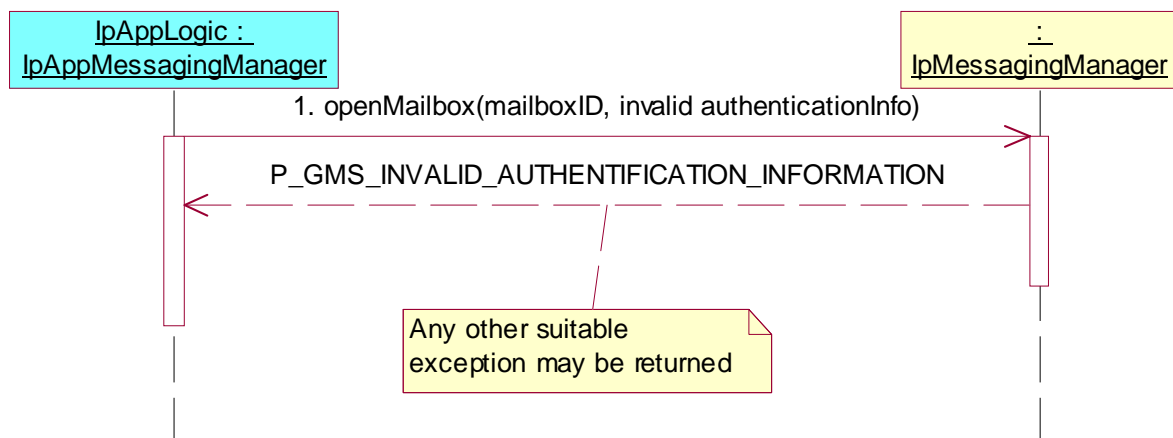 IpAppLogic :
IpAppMessagingManager
:
IpMessagingManager
1. openMailbox(mailboxID, invalid authenticationInfo)
P_GMS_INVALID_AUTHENTIFICATION_INFORMATION
Any other suitable
exception may be returned